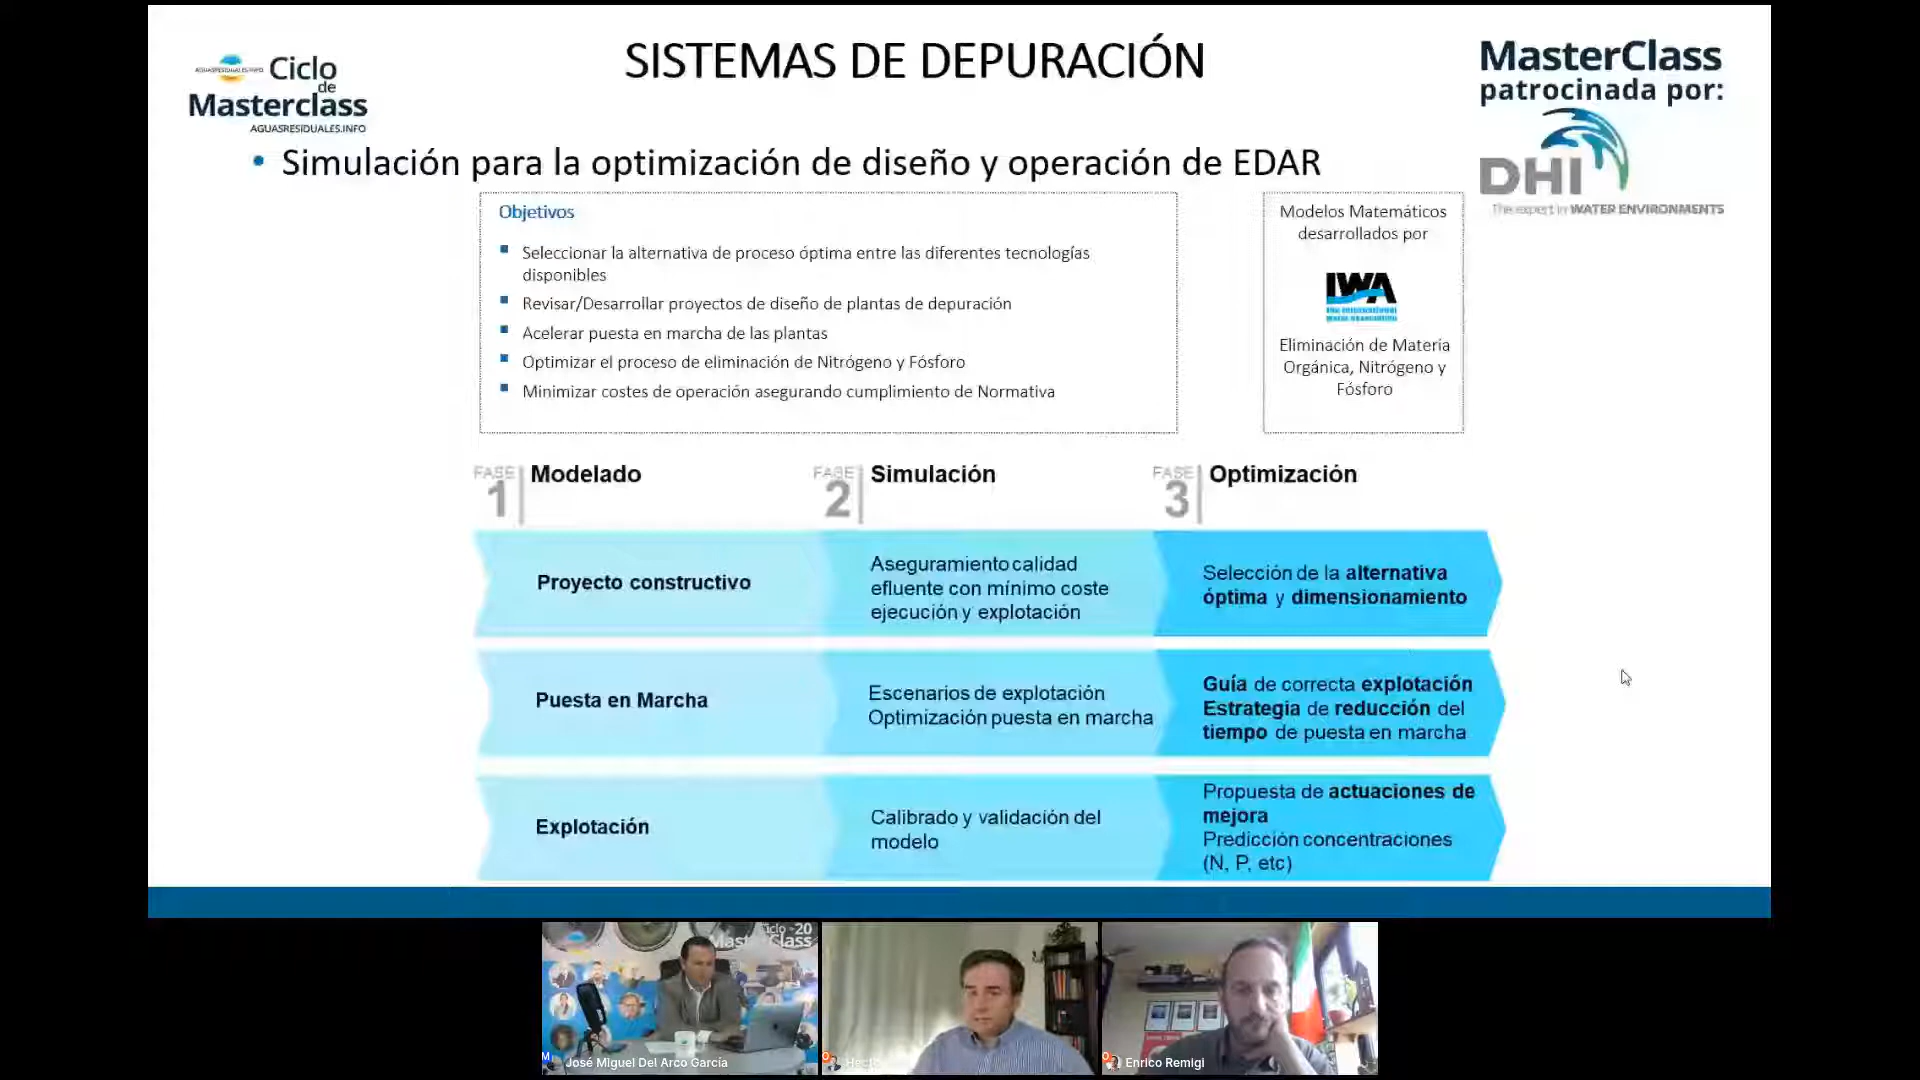 AGUASRESIDUALES.INFO
Ciclo
de
Masterclass
AGUASRESIDUALES.INFO
SISTEMAS DE DEPURACIÓN
MasterClass
patrocinada por:
DHI
The expert in WATER ENVIRONMENTS
• Simulación para la optimización de diseño y operación de EDAR
Objetivos
Seleccionar la alternativa de proceso óptima entre las diferentes tecnologías
disponibles
Revisar/Desarrollar proyectos de diseño de plantas de depuración
Acelerar puesta en marcha de las plantas
Optimizar el proceso de eliminación de Nitrógeno y Fósforo
Minimizar costes de operación asegurando cumplimiento de Normativa
Modelos Matemáticos
desarrollados por
IWA
Eliminación de Materia
Orgánica, Nitrógeno y
Fósforo
FASE
1
Modelado
FASE
2
Simulación
FASE
3
Optimización
Proyecto constructivo
Aseguramiento calidad
efluente con mínimo coste
ejecución y explotación
Selección de la alternativa
óptima y dimensionamiento
Puesta en Marcha
Escenarios de explotación
Optimización puesta en marcha
Guía de correcta explotación
Estrategia de reducción del
tiempo de puesta en marcha
Explotación
Calibrado y validación del
modelo
Propuesta de actuaciones de
mejora
Predicción concentraciones
(N, P, etc)
José Miguel Del Arco García
Enrico Remigi